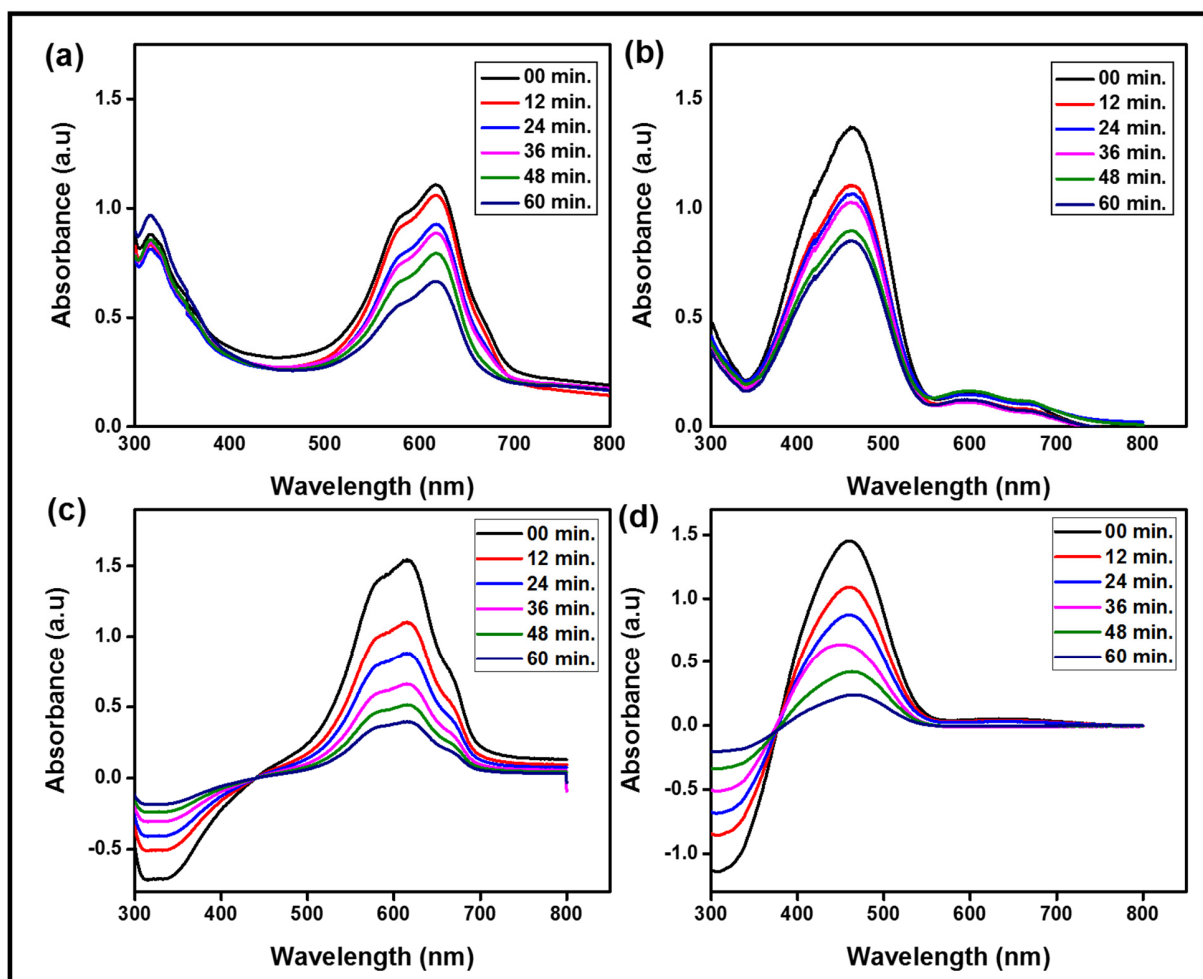 (a)
00 min.
12 min.
24 min.
36 min.
48 min.
60 min.
1.5
1.0
0.5
0.0
Absorbance (a.u)
300 400 500 600 700 800
Wavelength (nm)
(b)
00 min.
12 min.
24 min.
36 min.
48 min.
60 min.
1.5
1.0
0.5
0.0
Absorbance (a.u)
300 400 500 600 700 800
Wavelength (nm)
(c)
00 min.
12 min.
24 min.
36 min.
48 min.
60 min.
1.5
1.0
0.5
0.0
-0.5
Absorbance (a.u)
300 400 500 600 700 800
Wavelength (nm)
(d)
00 min.
12 min.
24 min.
36 min.
48 min.
60 min.
1.5
1.0
0.5
0.0
-0.5
-1.0
Absorbance (a.u)
300 400 500 600 700 800
Wavelength (nm)